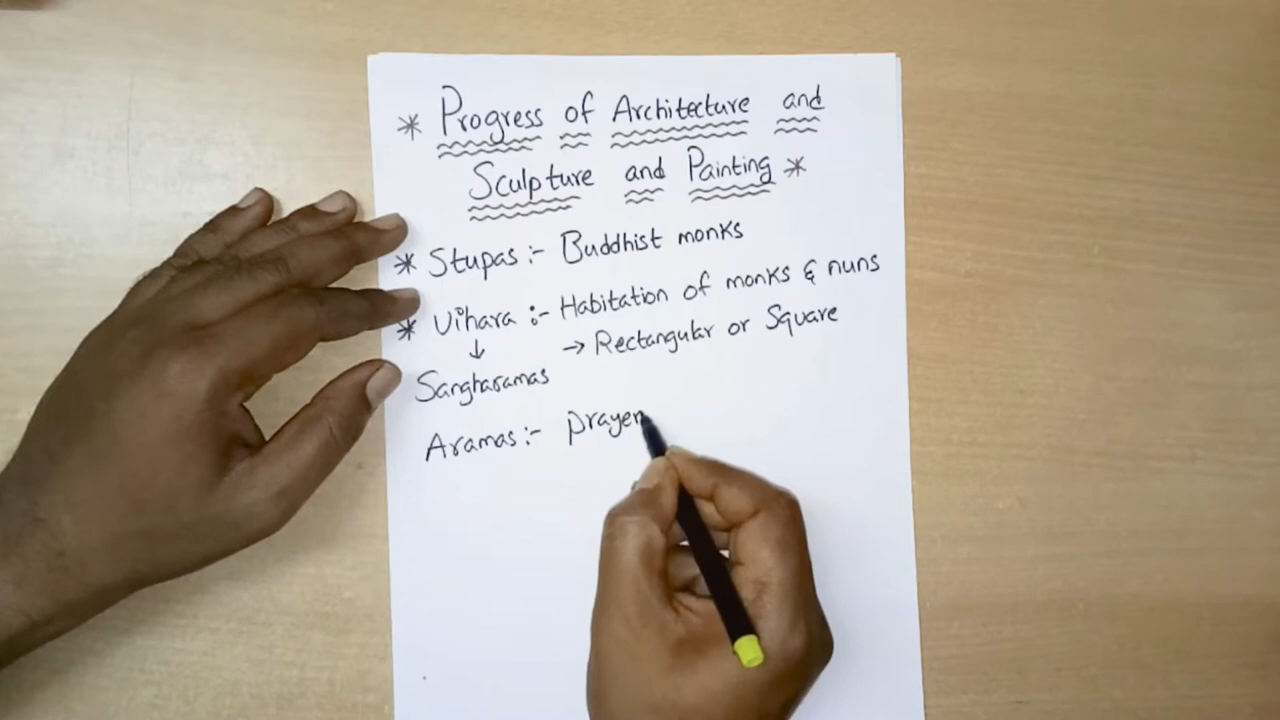 * Progress of Architecture and
Sculpture and Painting *
* Stupas :- Buddhist monks
* Vihara :- Habitation of monks & nuns
↓ → Rectangular or Square
Sangharamas
Aramas :- prayer